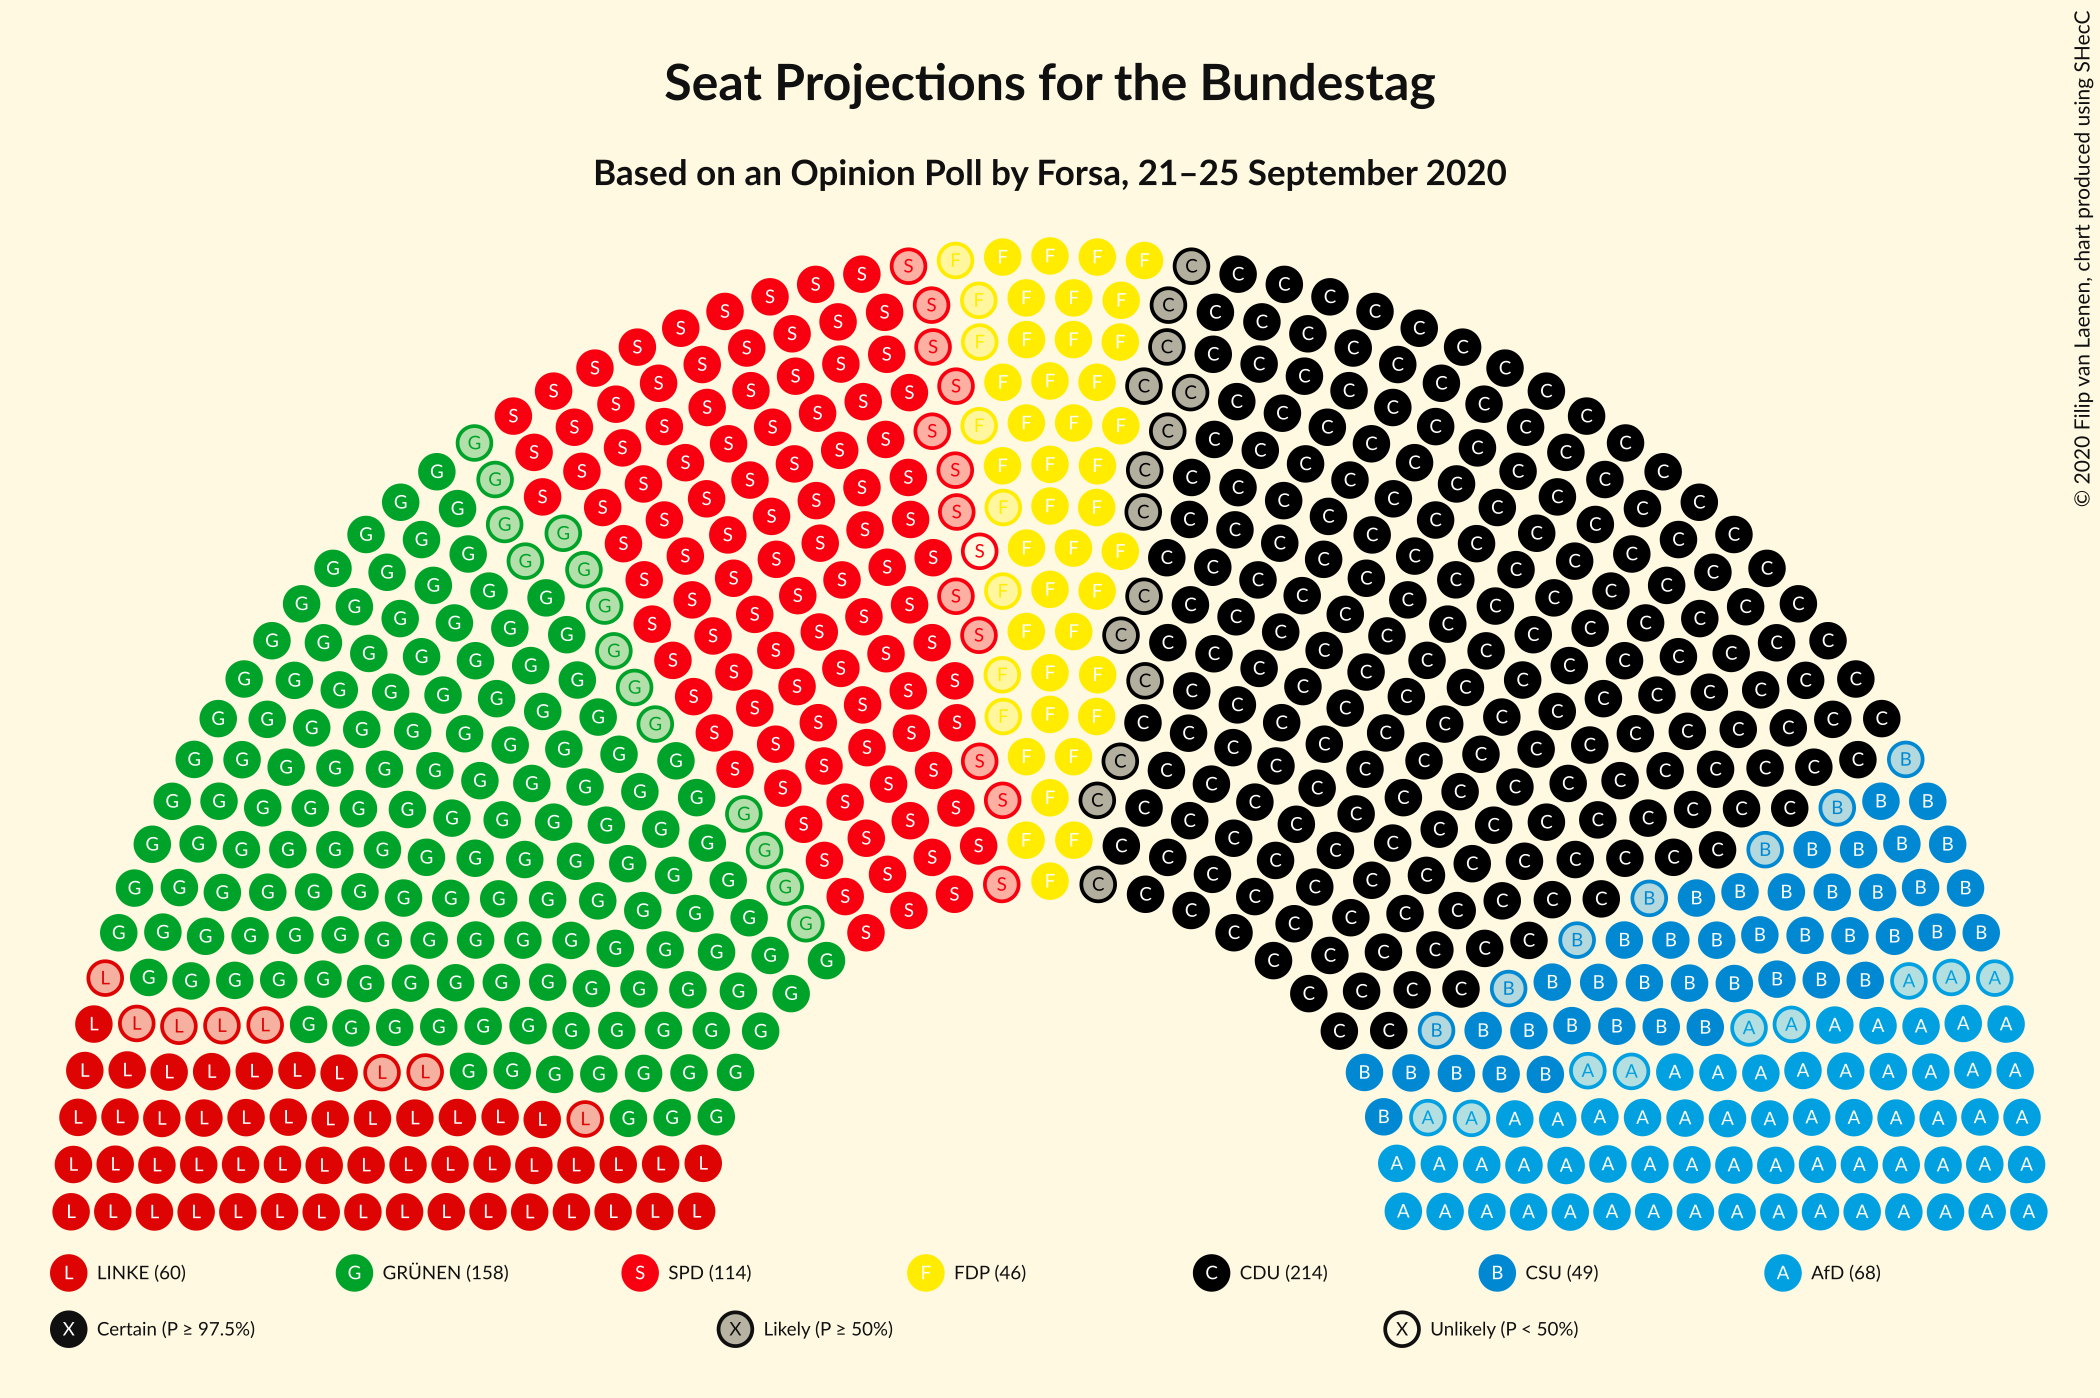 Seat Projections for the Bundestag
Based on an Opinion Poll by Forsa, 21–25 September 2020
© 2020 Filip van Laenen, chart produced using SHecC
L LINKE (60) G GRÜNEN (158) S SPD (114) F FDP (46) C CDU (214) B CSU (49) A AfD (68)
X Certain (P ≥ 97.5%) X Likely (P ≥ 50%) X Unlikely (P < 50%)